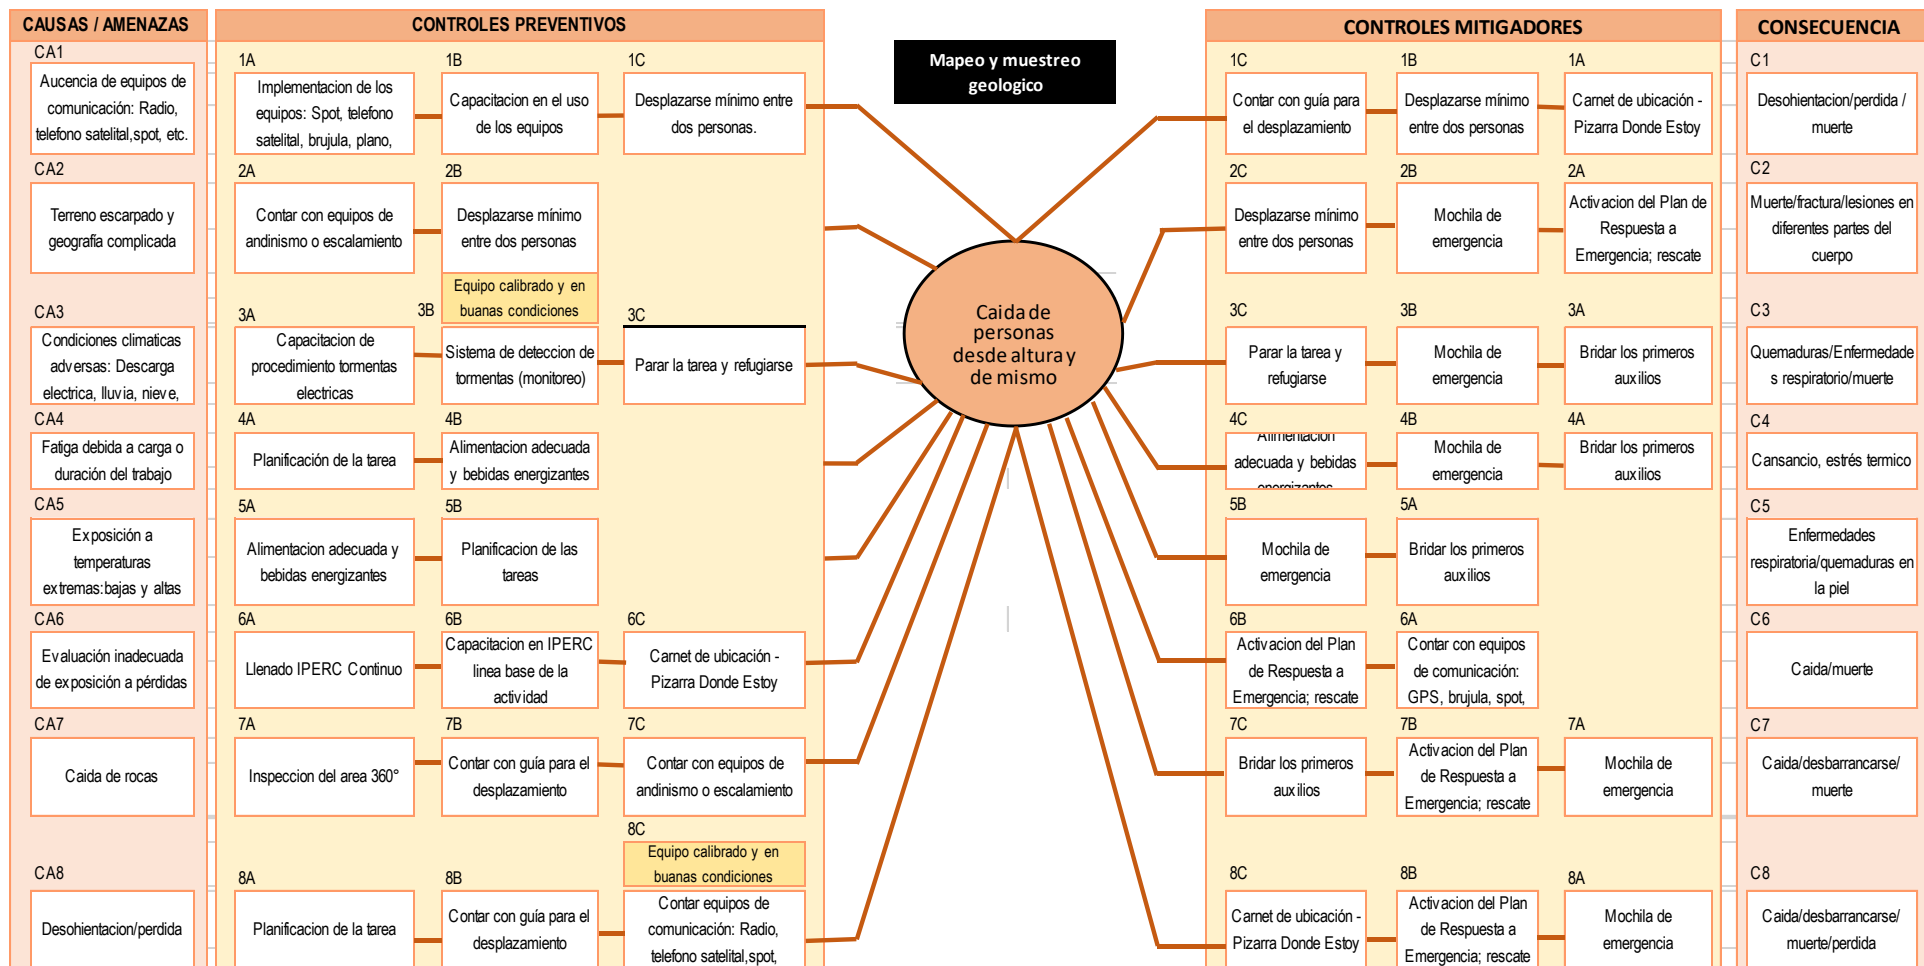 CAUSAS / AMENAZAS
CONTROLES PREVENTIVOS
CONTROLES MITIGADORES
CONSECUENCIA
Mapeo y muestreo
geologico
Caida de
personas
desde altura y
de mismo
CA1
Aucencia de equipos de
comunicación: Radio,
telefono satelital,spot, etc.
1A
Implementacion de los
equipos: Spot, telefono
satelital, brujula, plano,
1B
Capacitacion en el uso
de los equipos
1C
Desplazarse mínimo entre
dos personas.
1C
Contar con guía para
el desplazamiento
1B
Desplazarse mínimo
entre dos personas
1A
Carnet de ubicación -
Pizarra Donde Estoy
C1
Desohientacion/perdida /
muerte
CA2
Terreno escarpado y
geografía complicada
2A
Contar con equipos de
andinismo o escalamiento
2B
Desplazarse mínimo
entre dos personas
2C
Desplazarse mínimo
entre dos personas
2B
Mochila de
emergencia
2A
Activacion del Plan de
Respuesta a
Emergencia; rescate
C2
Muerte/fractura/lesiones en
diferentes partes del
cuerpo
CA3
Condiciones climaticas
adversas: Descarga
electrica, lluvia, nieve,
3A
Capacitacion de
procedimiento tormentas
electricas
Equipo calibrado y en
buanas condiciones
3B
Sistema de deteccion de
tormentas (monitoreo)
3C
Parar la tarea y refugiarse
3C
Parar la tarea y
refugiarse
3B
Mochila de
emergencia
3A
Bridar los primeros
auxilios
C3
Quemaduras/Enfermedade
s respiratorio/muerte
CA4
Fatiga debida a carga o
duración del trabajo
4A
Planificación de la tarea
4B
Alimentacion adecuada
y bebidas energizantes
4C
Alimentacion
adecuada y bebidas
energizantes
4B
Mochila de
emergencia
4A
Bridar los primeros
auxilios
C4
Cansancio, estrés termico
CA5
Exposición a
temperaturas
extremas:bajas y altas
5A
Alimentacion adecuada y
bebidas energizantes
5B
Planificacion de las
tareas
5B
Mochila de
emergencia
5A
Bridar los primeros
auxilios
C5
Enfermedades
respiratoria/quemaduras en
la piel
CA6
Evaluación inadecuada
de exposición a pérdidas
6A
Llenado IPERC Continuo
6B
Capacitacion en IPERC
linea base de la
actividad
6C
Carnet de ubicación -
Pizarra Donde Estoy
6B
Activacion del Plan
de Respuesta a
Emergencia; rescate
6A
Contar con equipos
de comunicación:
GPS, brujula, spot,
C6
Caida/muerte
CA7
Caida de rocas
7A
Inspeccion del area 360°
7B
Contar con guía para el
desplazamiento
7C
Contar con equipos de
andinismo o escalamiento
7C
Bridar los primeros
auxilios
7B
Activacion del Plan
de Respuesta a
Emergencia; rescate
7A
Mochila de
emergencia
C7
Caida/desbarrancarse/
muerte
CA8
Desohientacion/perdida
8A
Planificacion de la tarea
8B
Contar con guía para el
desplazamiento
8C
Equipo calibrado y en
buanas condiciones
Contar equipos de
comunicación: Radio,
telefono satelital,spot,
8C
Carnet de ubicación -
Pizarra Donde Estoy
8B
Activacion del Plan
de Respuesta a
Emergencia; rescate
8A
Mochila de
emergencia
C8
Caida/desbarrancarse/
muerte/perdida